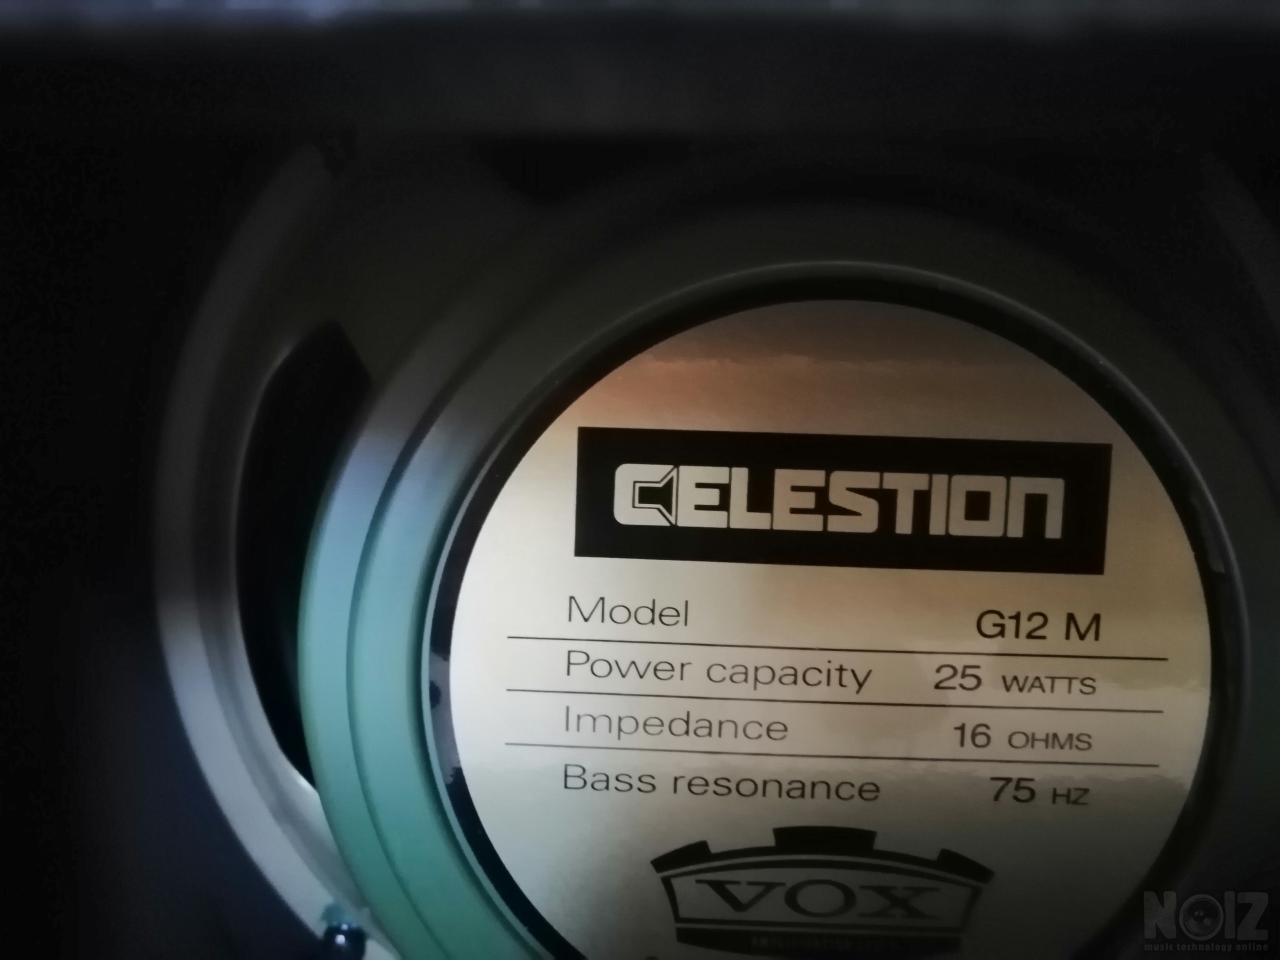 CELESTION
Model G12 M
Power capacity 25 WATTS
Impedance 16 OHMS
Bass resonance 75 HZ
VOX
NOIZ
music technology online